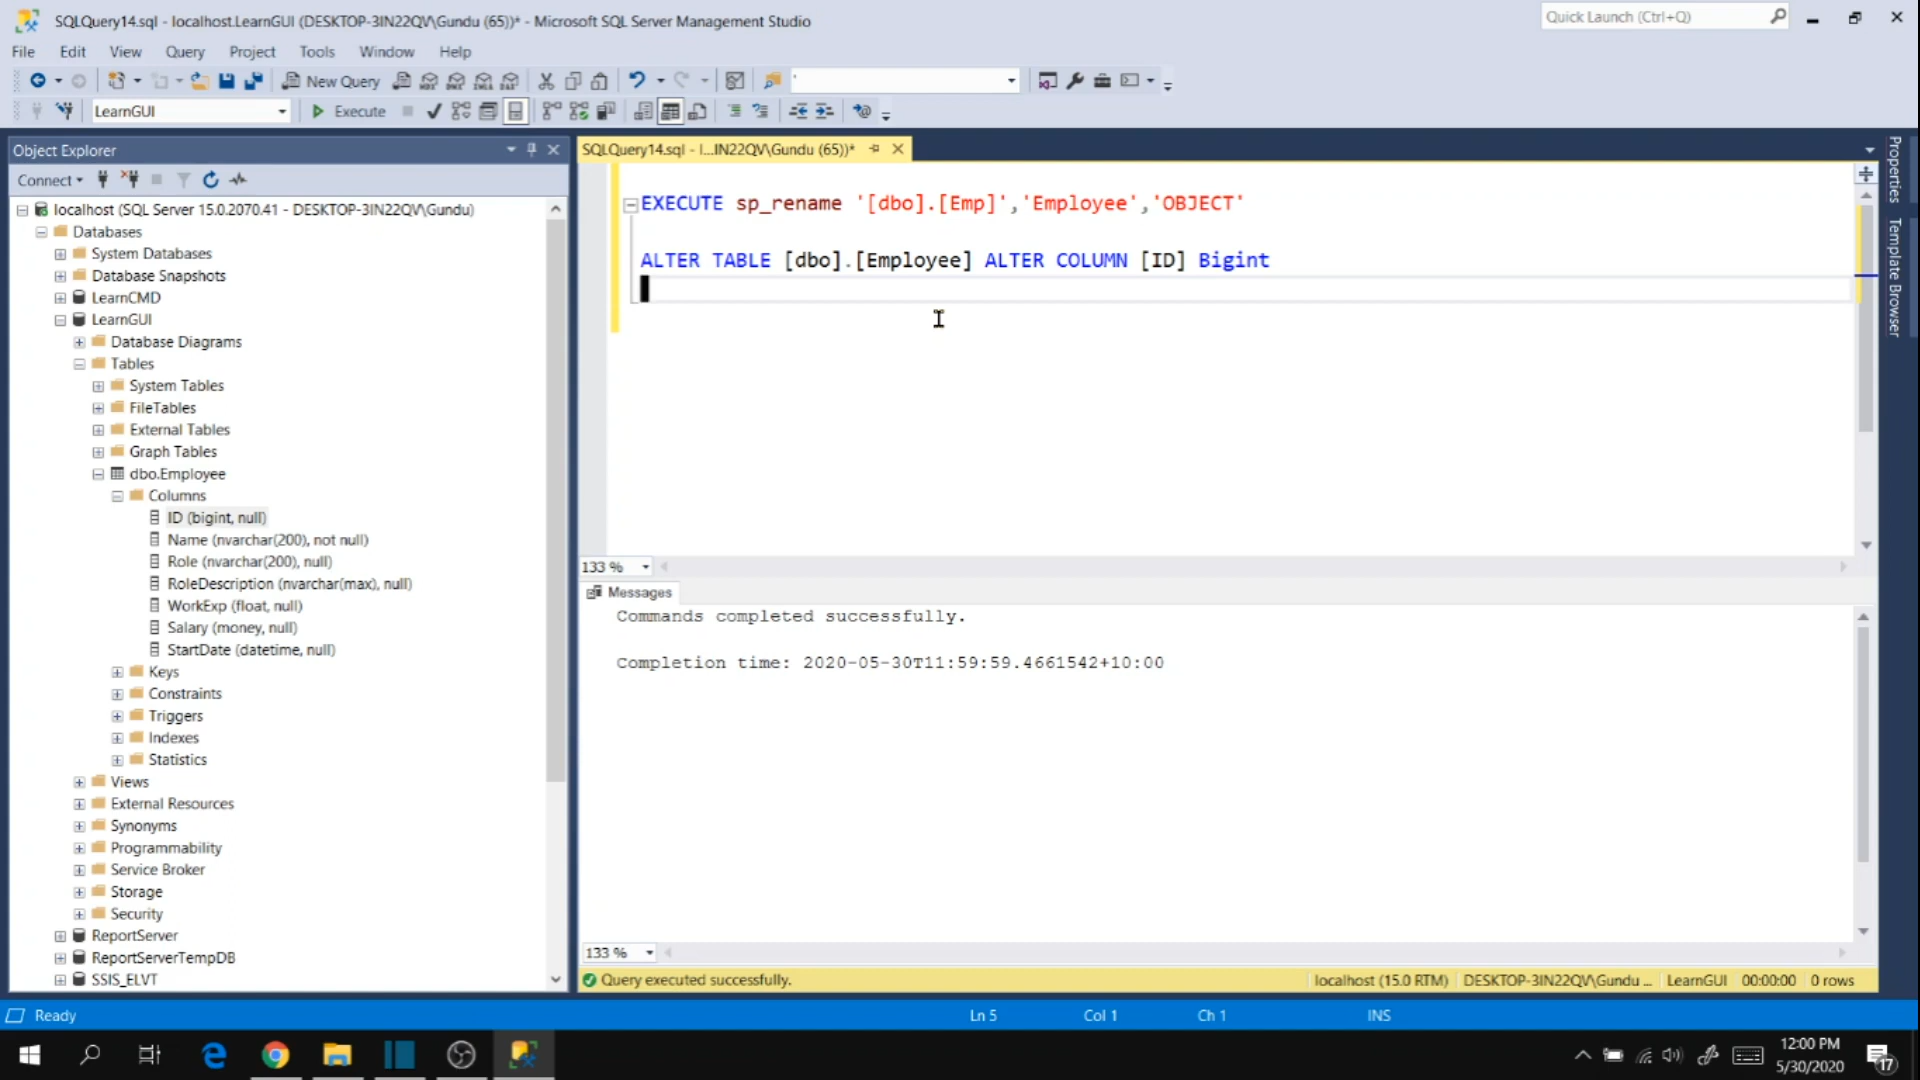 SQLQuery14.sql - localhost.LearnGUI (DESKTOP-3IN22QV\Gundu (65))* - Microsoft SQL Server Management Studio
Quick Launch (Ctrl+Q)
File Edit View Query Project Tools Window Help
New Query
LearnGUI
Execute
Object Explorer
Connect
localhost (SQL Server 15.0.2070.41 - DESKTOP-3IN22QV\Gundu)
Databases
System Databases
Database Snapshots
LearnCMD
LearnGUI
Database Diagrams
Tables
System Tables
FileTables
External Tables
Graph Tables
dbo.Employee
Columns
ID (bigint, null)
Name (nvarchar(200), not null)
Role (nvarchar(200), null)
RoleDescription (nvarchar(max), null)
WorkExp (float, null)
Salary (money, null)
StartDate (datetime, null)
Keys
Constraints
Triggers
Indexes
Statistics
Views
External Resources
Synonyms
Programmability
Service Broker
Storage
Security
ReportServer
ReportServerTempDB
SSIS_ELVT
SQLQuery14.sql - l...IN22QV\Gundu (65))*
EXECUTE sp_rename '[dbo].[Emp]','Employee','OBJECT'
ALTER TABLE [dbo].[Employee] ALTER COLUMN [ID] Bigint
133 %
Messages
Commands completed successfully.
Completion time: 2020-05-30T11:59:59.4661542+10:00
133 %
Query executed successfully.
localhost (15.0 RTM) DESKTOP-3IN22QV\Gundu ... LearnGUI 00:00:00 0 rows
Properties
Template Browser
Ready
Ln 5 Col 1 Ch 1 INS
12:00 PM
5/30/2020
17